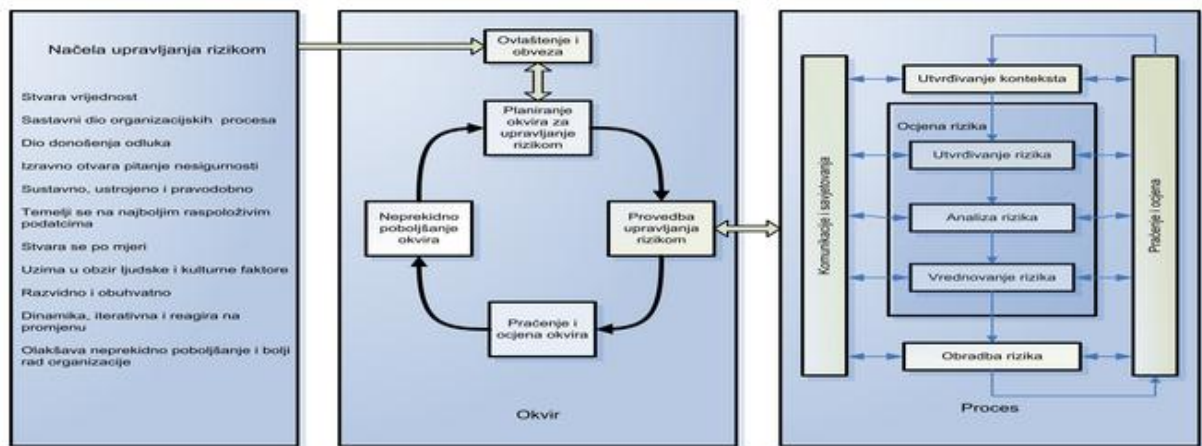 Načela upravljanja rizikom
Stvara vrijednost
Sastavni dio organizacijskih procesa
Dio donošenja odluka
Izravno otvara pitanje nesigurnosti
Sustavno, ustrojeno i pravodobno
Temelji se na najboljim raspoloživim
podatcima
Stvara se po mjeri
Uzima u obzir ljudske i kulturne faktore
Razvidno i obuhvatno
Dinamika, iterativna i reagira na
promjenu
Olakšava neprekidno poboljšanje i bolji
rad organizacije
Ovlaštenje i
obveza
Planiranje
okvira za
upravljanje
rizikom
Neprekidno
poboljšanje
okvira
Provedba
upravljanja
rizikom
Praćenje i
ocjena okvira
Okvir
Komunikacije i savjetovanja
Utvrđivanje konteksta
Ocjena rizika
Utvrđivanje rizika
Analiza rizika
Vrednovanje rizika
Obradba rizika
Praćenje i ocjena
Proces